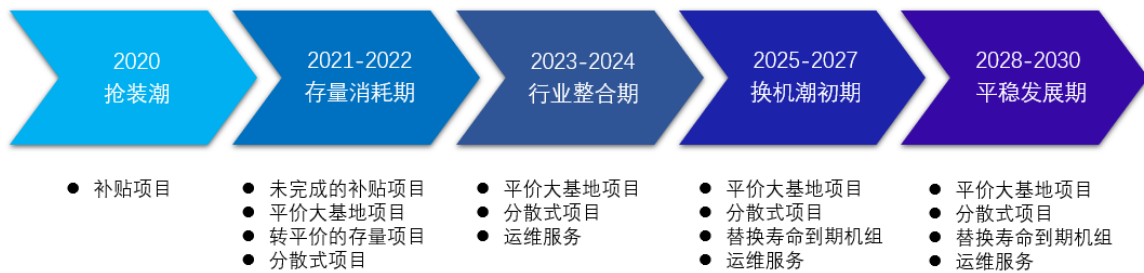 2020
抢装潮
2021-2022
存量消耗期
2023-2024
行业整合期
2025-2027
换机潮初期
2028-2030
平稳发展期
● 补贴项目
● 未完成的补贴项目
● 平价大基地项目
● 转平价的存量项目
● 分散式项目
● 平价大基地项目
● 分散式项目
● 运维服务
● 平价大基地项目
● 分散式项目
● 替换寿命到期机组
● 运维服务
● 平价大基地项目
● 分散式项目
● 替换寿命到期机组
● 运维服务